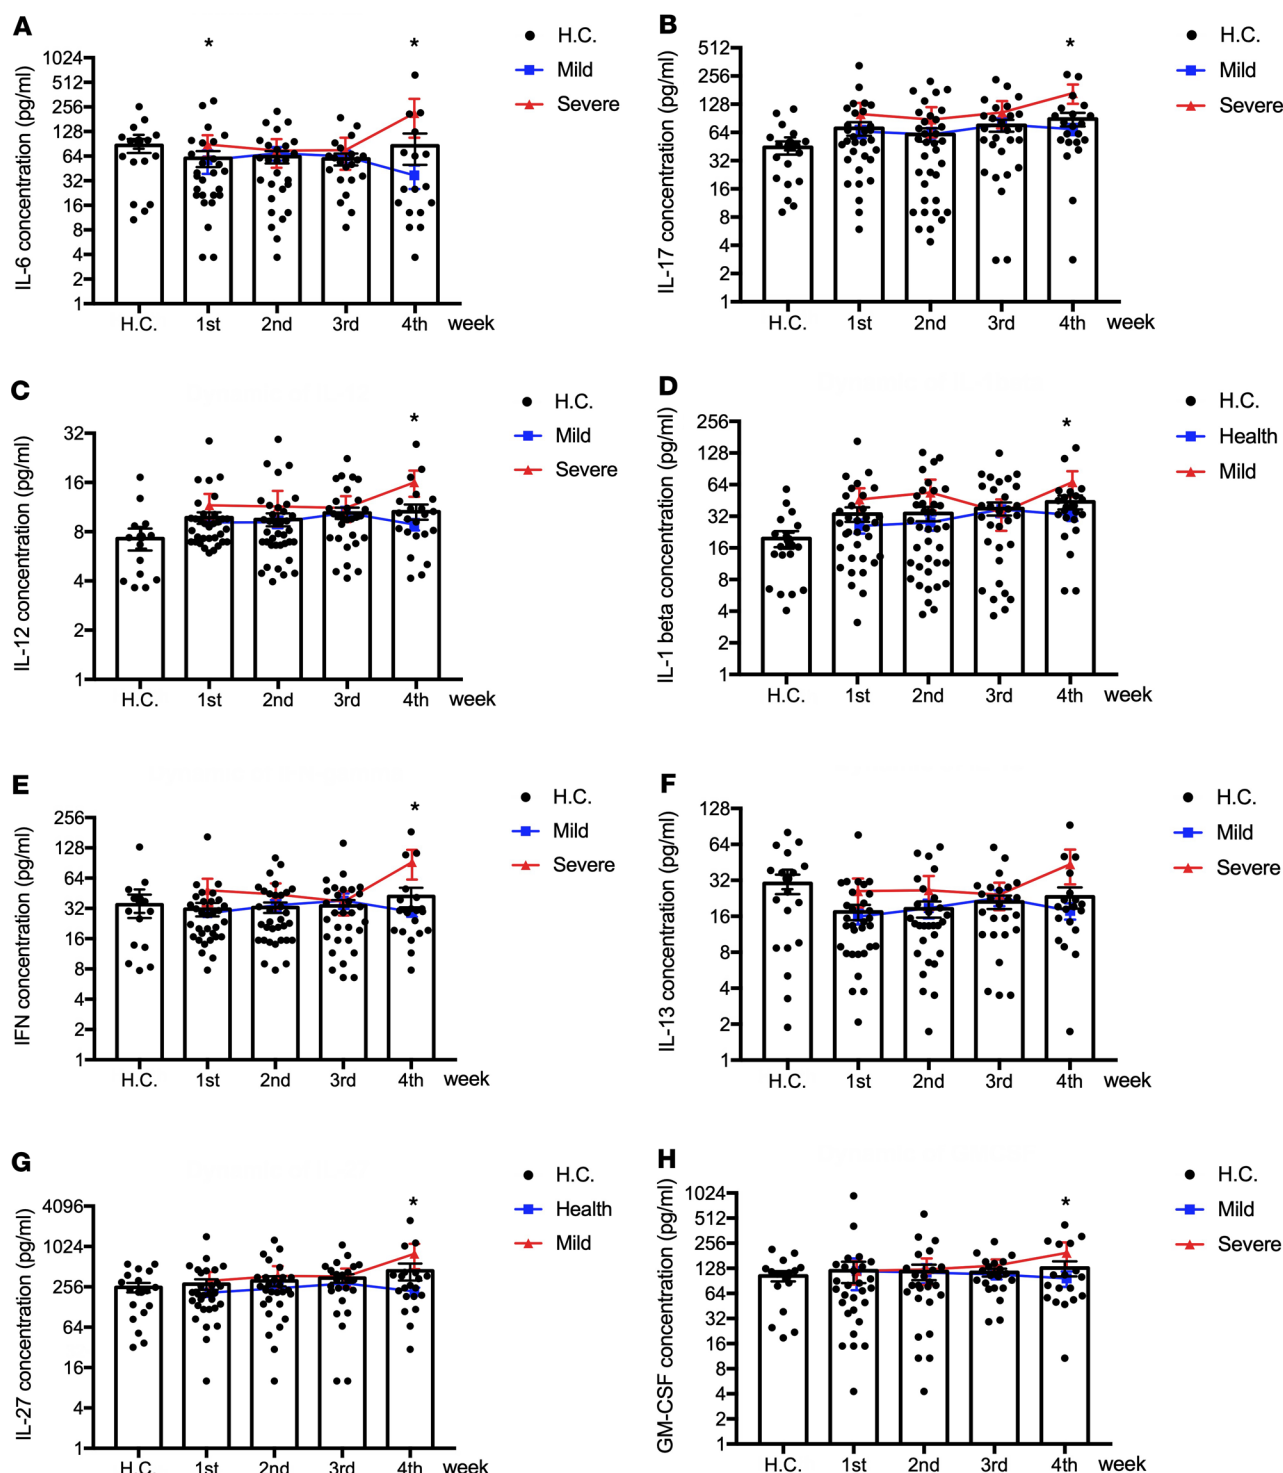 A
*
*
H.C.
Mild
Severe
IL-6 concentration (pg/ml)
1024
512
256
128
64
32
16
8
4
2
1
H.C. 1st 2nd 3rd 4th week
B
*
H.C.
Mild
Severe
IL-17 concentration (pg/ml)
512
256
128
64
32
16
8
4
2
1
H.C. 1st 2nd 3rd 4th week
C
*
H.C.
Mild
Severe
IL-12 concentration (pg/ml)
32
16
8
4
2
1
H.C. 1st 2nd 3rd 4th week
D
*
H.C.
Health
Mild
IL-1 beta concentration (pg/ml)
256
128
64
32
16
8
4
2
1
H.C. 1st 2nd 3rd 4th week
E
*
H.C.
Mild
Severe
IFN concentration (pg/ml)
256
128
64
32
16
8
4
2
1
H.C. 1st 2nd 3rd 4th week
F
H.C.
Mild
Severe
IL-13 concentration (pg/ml)
128
64
32
16
8
4
2
1
H.C. 1st 2nd 3rd 4th week
G
*
H.C.
Health
Mild
IL-27 concentration (pg/ml)
4096
1024
256
64
16
4
1
H.C. 1st 2nd 3rd 4th week
H
*
H.C.
Mild
Severe
GM-CSF concentration (pg/ml)
1024
512
256
128
64
32
16
8
4
2
1
H.C. 1st 2nd 3rd 4th week